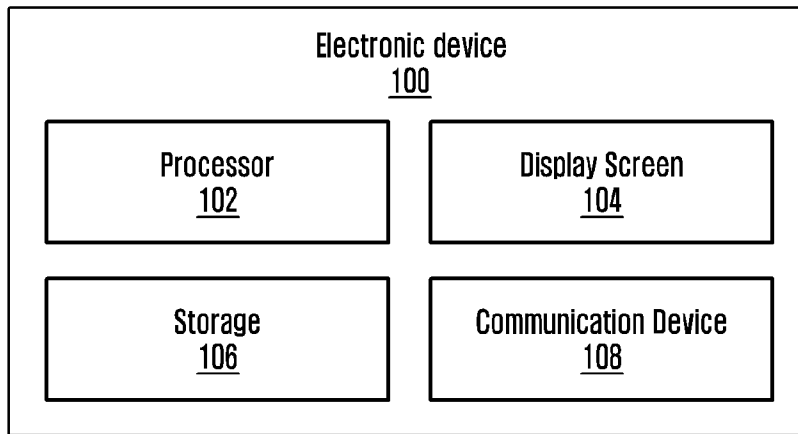 Electronic device
100
Processor
102
Display Screen
104
Storage
106
Communication Device
108